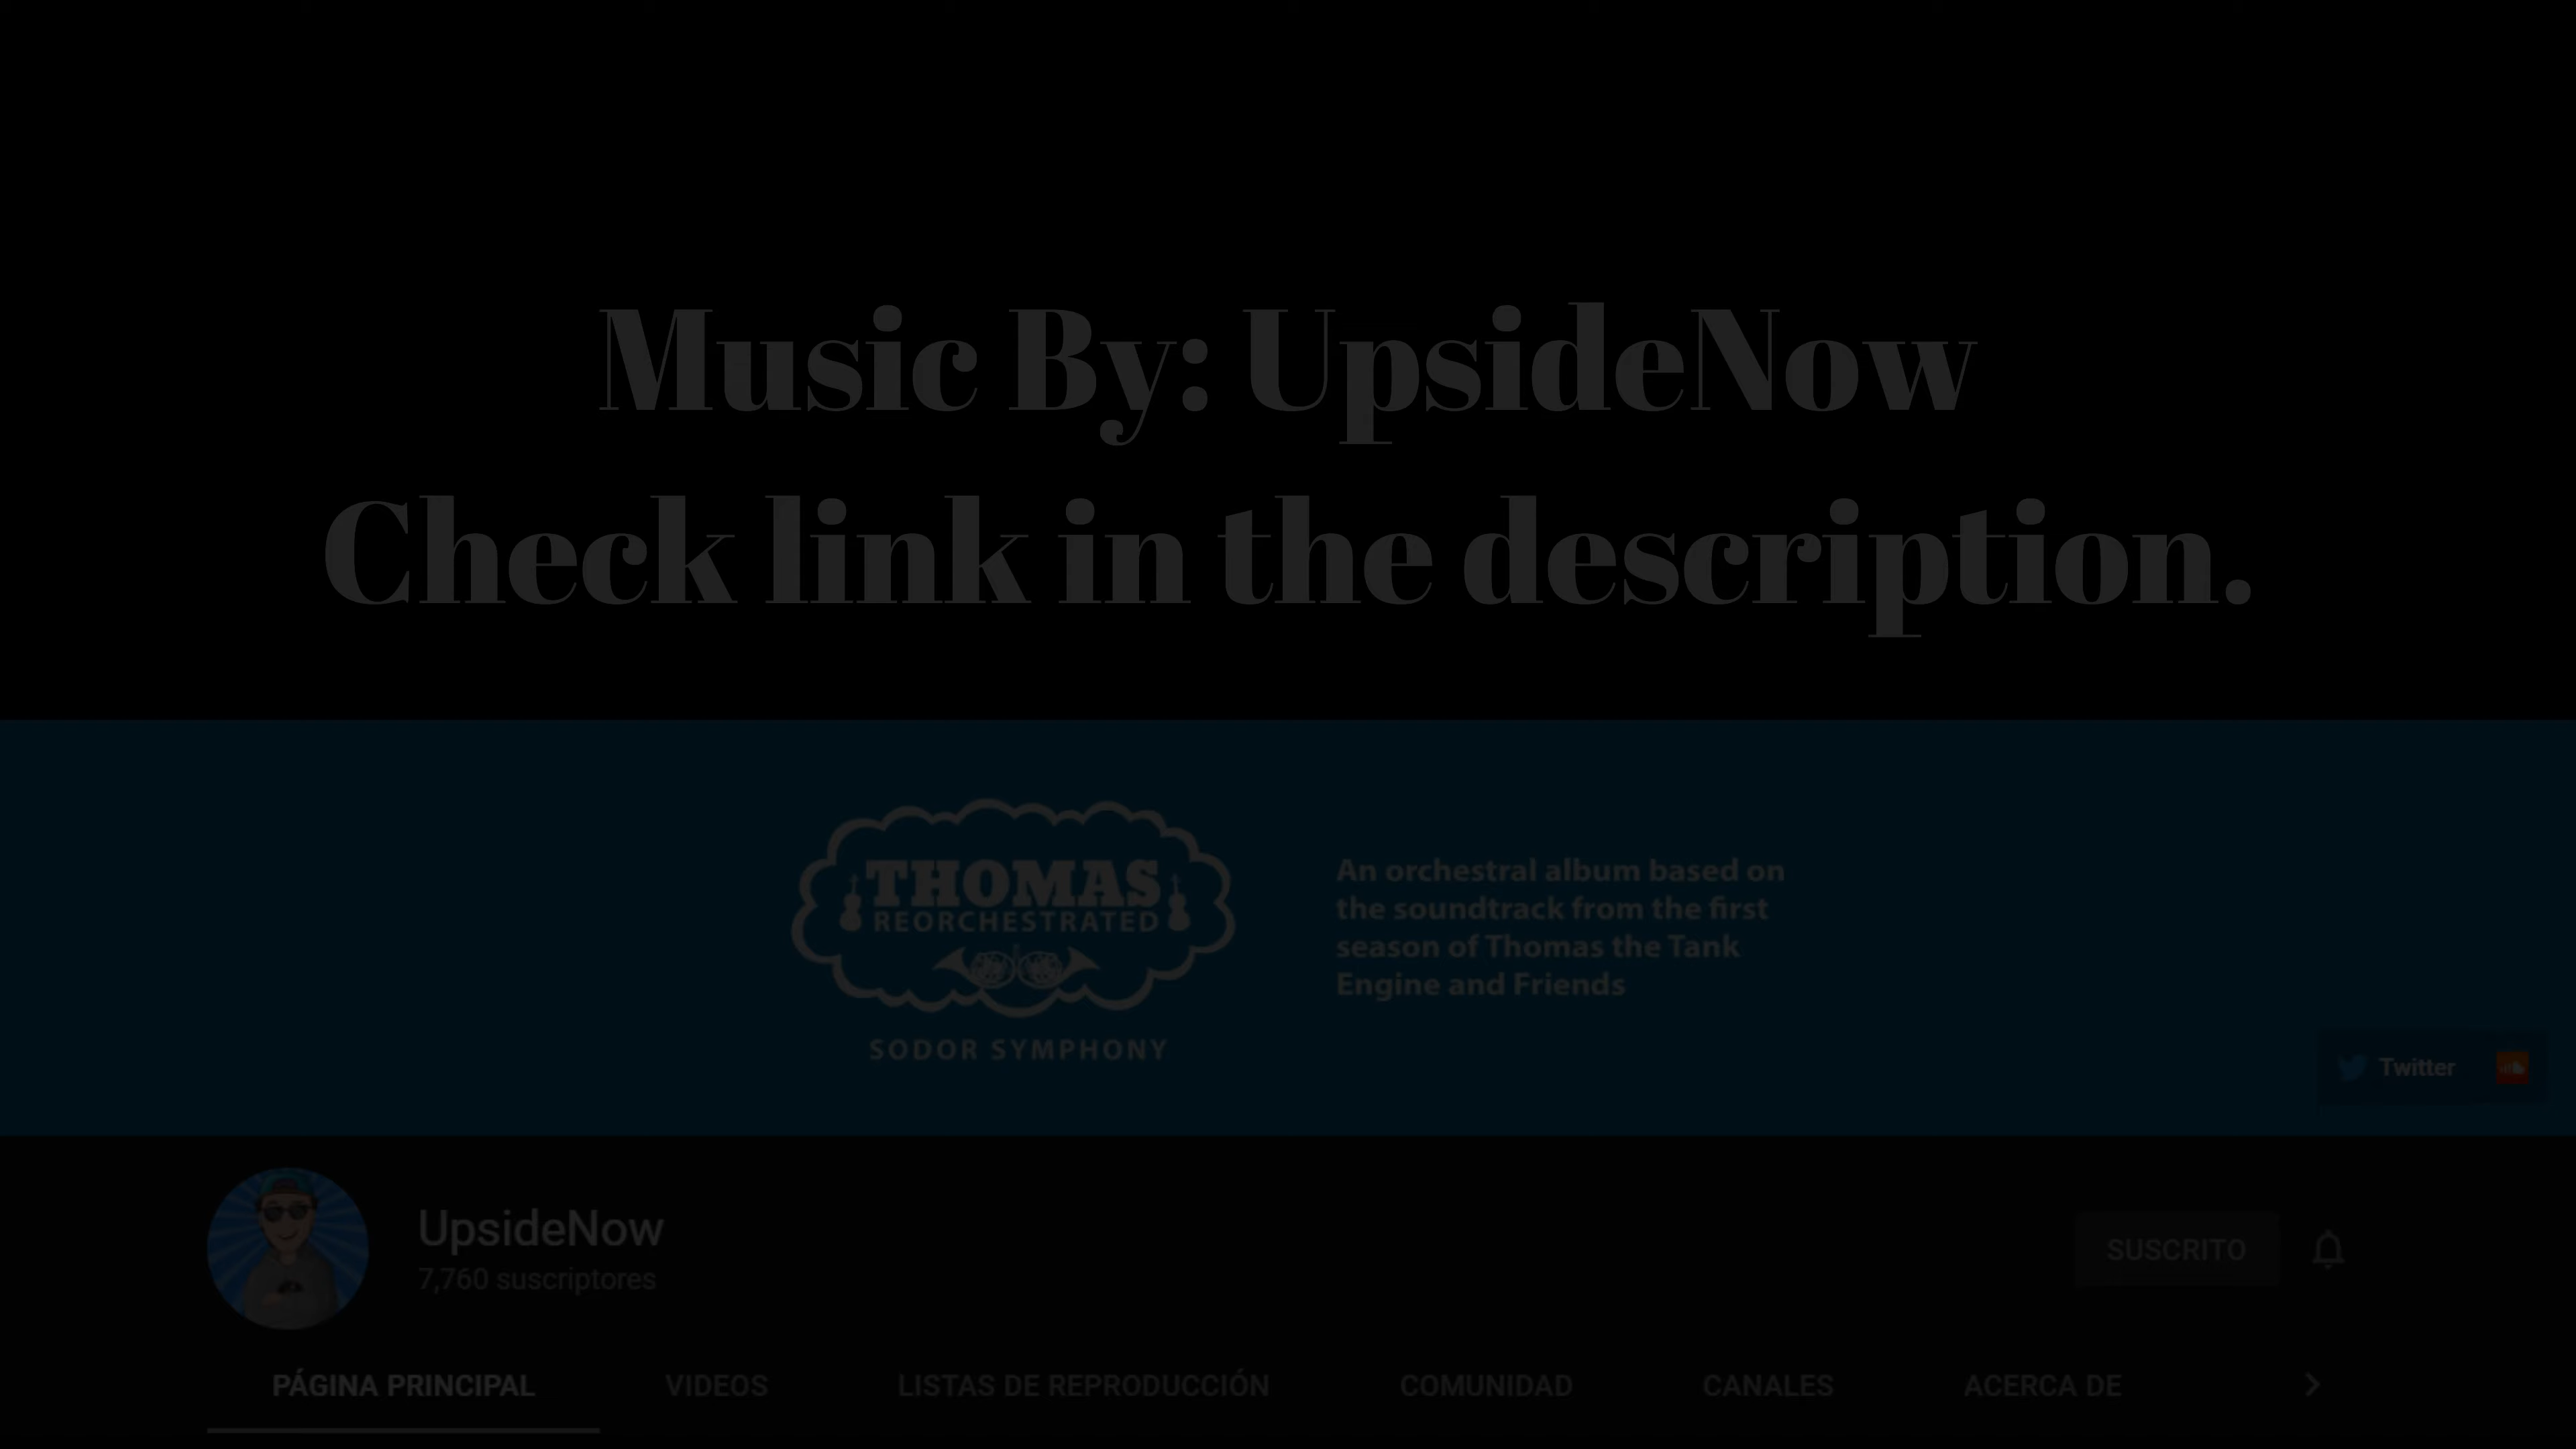 Music By: UpsideNow
Check link in the description.
THOMAS
REORCHESTRATED
SODOR SYMPHONY
An orchestral album based on
the soundtrack from the first
season of Thomas the Tank
Engine and Friends
Twitter
UpsideNow
7,760 suscriptores
SUSCRITO
PÁGINA PRINCIPAL VIDEOS LISTAS DE REPRODUCCIÓN COMUNIDAD CANALES ACERCA DE